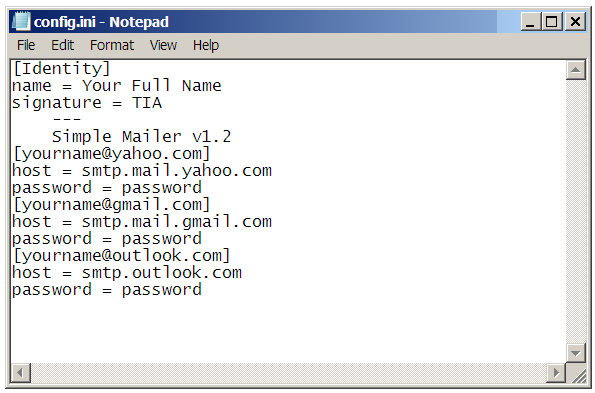 config.ini - Notepad
File Edit Format View Help
[Identity]
name = Your Full Name
signature = TIA
    ---
    Simple Mailer v1.2
[yourname@yahoo.com]
host = smtp.mail.yahoo.com
password = password
[yourname@gmail.com]
host = smtp.mail.gmail.com
password = password
[yourname@outlook.com]
host = smtp.outlook.com
password = password